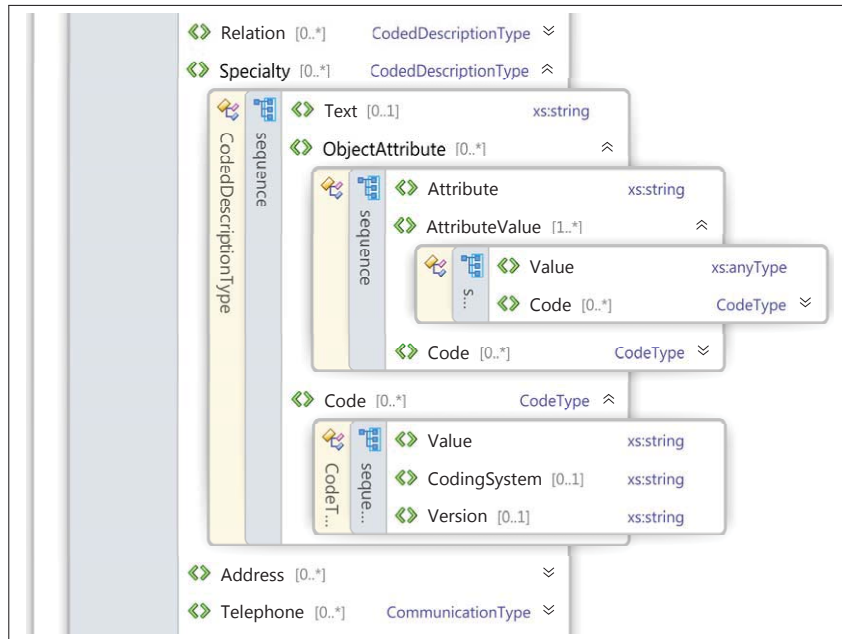 Relation [0..*] CodedDescriptionType
Specialty [0..*] CodedDescriptionType
CodedDescriptionType
sequence
Text [0..1] xs:string
ObjectAttribute [0..*]
sequence
Attribute xs:string
AttributeValue [1..*]
s...
Value xs:anyType
Code [0..*] CodeType
Code [0..*] CodeType
Code [0..*] CodeType
CodeT...
seque...
Value xs:string
CodingSystem [0..1] xs:string
Version [0..1] xs:string
Address [0..*]
Telephone [0..*] CommunicationType